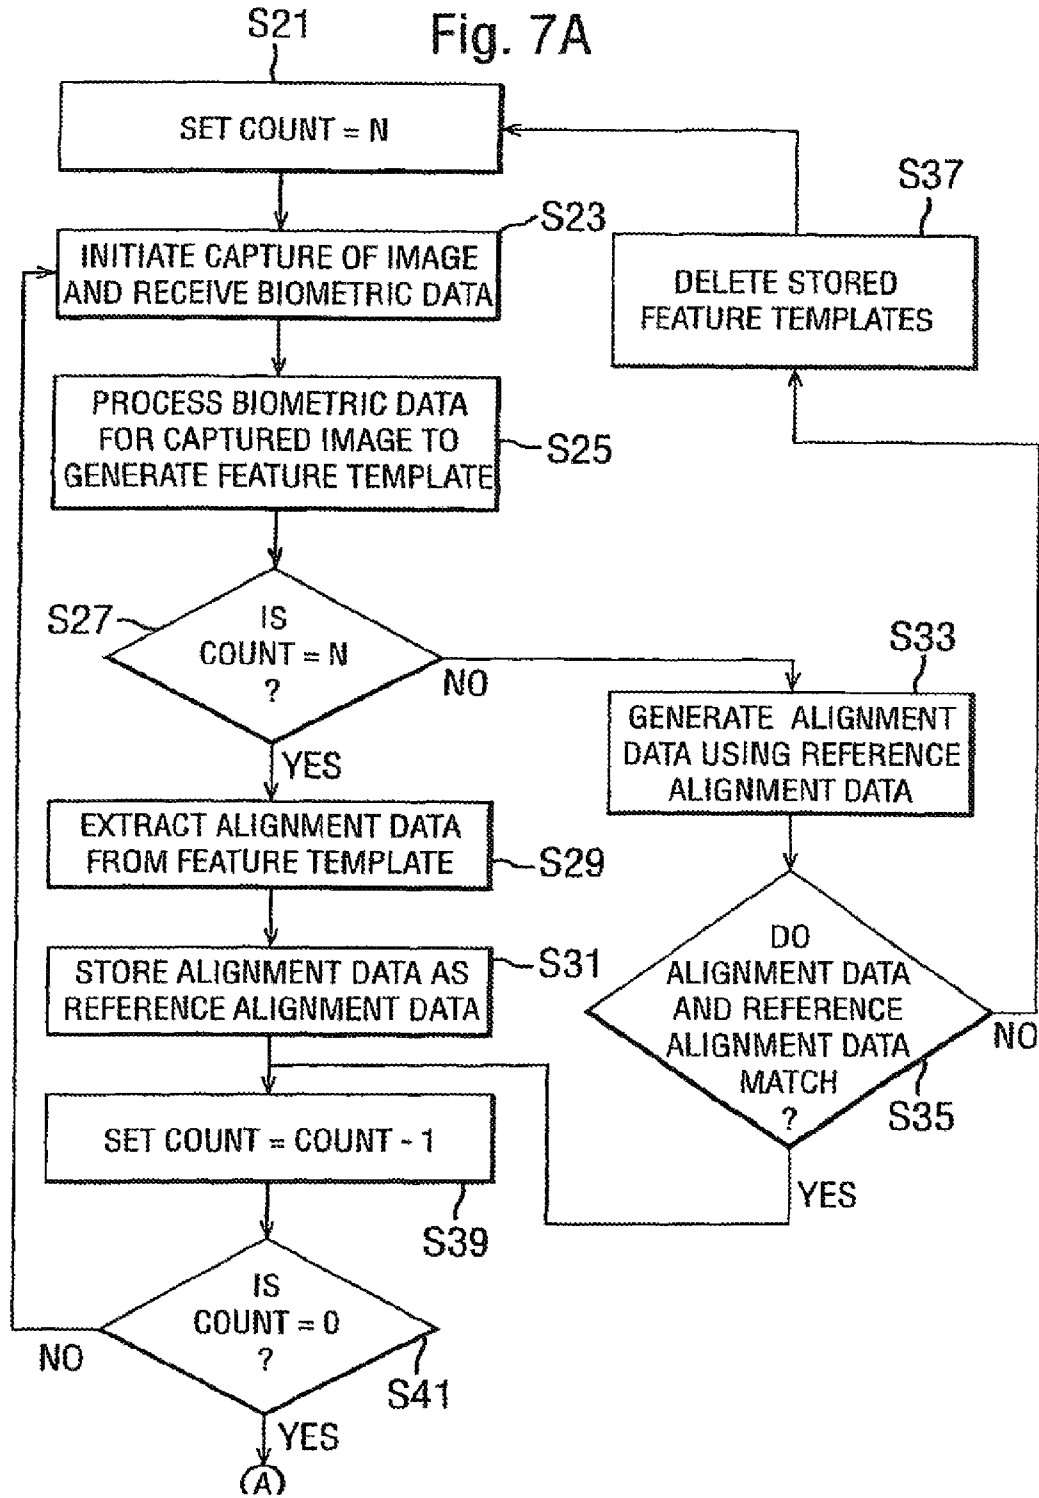 S21
Fig. 7A
SET COUNT = N
S37
S23
INITIATE CAPTURE OF IMAGE
AND RECEIVE BIOMETRIC DATA
DELETE STORED
FEATURE TEMPLATES
PROCESS BIOMETRIC DATA
FOR CAPTURED IMAGE TO
GENERATE FEATURE TEMPLATE
S25
S27
IS
COUNT = N
?
NO
YES
S33
GENERATE ALIGNMENT
DATA USING REFERENCE
ALIGNMENT DATA
EXTRACT ALIGNMENT DATA
FROM FEATURE TEMPLATE
S29
STORE ALIGNMENT DATA AS
REFERENCE ALIGNMENT DATA
S31
DO
ALIGNMENT DATA
AND REFERENCE
ALIGNMENT DATA
MATCH
?
NO
S35
YES
SET COUNT = COUNT - 1
S39
IS
COUNT = 0
?
NO
S41
YES
A